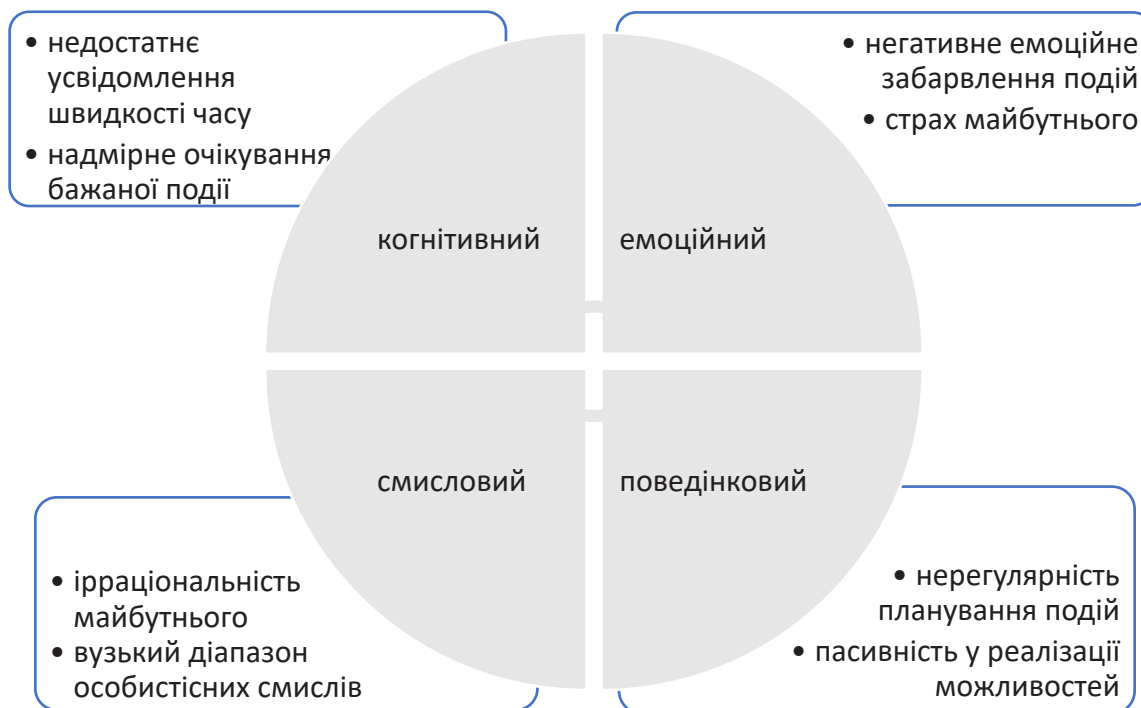 • недостатнє
усвідомлення
швидкості часу
• надмірне очікування
бажаної події
• негативне емоційне
забарвлення подій
• страх майбутнього
когнітивний
емоційний
смисловий
поведінковий
• ірраціональність
майбутнього
• вузький діапазон
особистісних смислів
• нерегулярність
планування подій
• пасивність у реалізації
можливостей